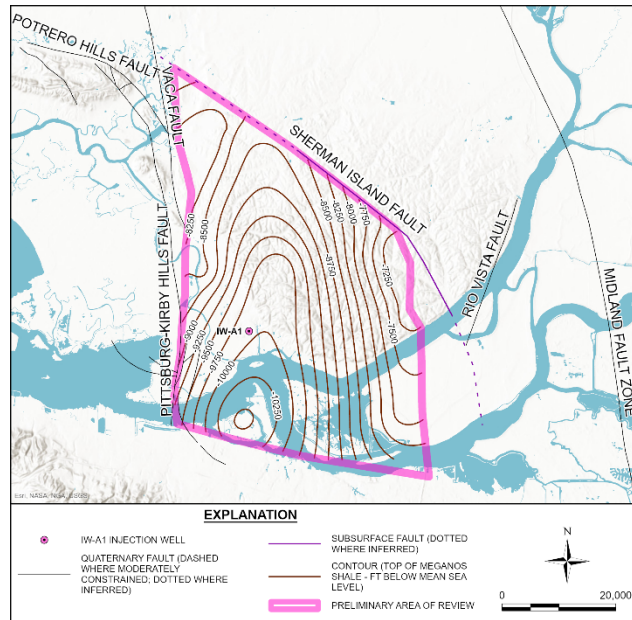 POTRERO HILLS FAULT
VACA FAULT
SHERMAN ISLAND FAULT
PITTSBURG-KIRBY HILLS FAULT
RIO VISTA FAULT
MIDLAND FAULT ZONE
-8250
-8500
-8500
-8250
-8000
-7750
-8750
-7250
-7500
-9000
-9250
-9500
-9750
-10000
-10250
IW-A1
Esri, NASA, NGA, USGS
EXPLANATION
IW-A1 INJECTION WELL
QUATERNARY FAULT (DASHED
WHERE MODERATELY
CONSTRAINED; DOTTED WHERE
INFERRED)
SUBSURFACE FAULT (DOTTED
WHERE INFERRED)
CONTOUR (TOP OF MEGANOS
SHALE - FT BELOW MEAN SEA
LEVEL)
PRELIMINARY AREA OF REVIEW
N
0 20,000